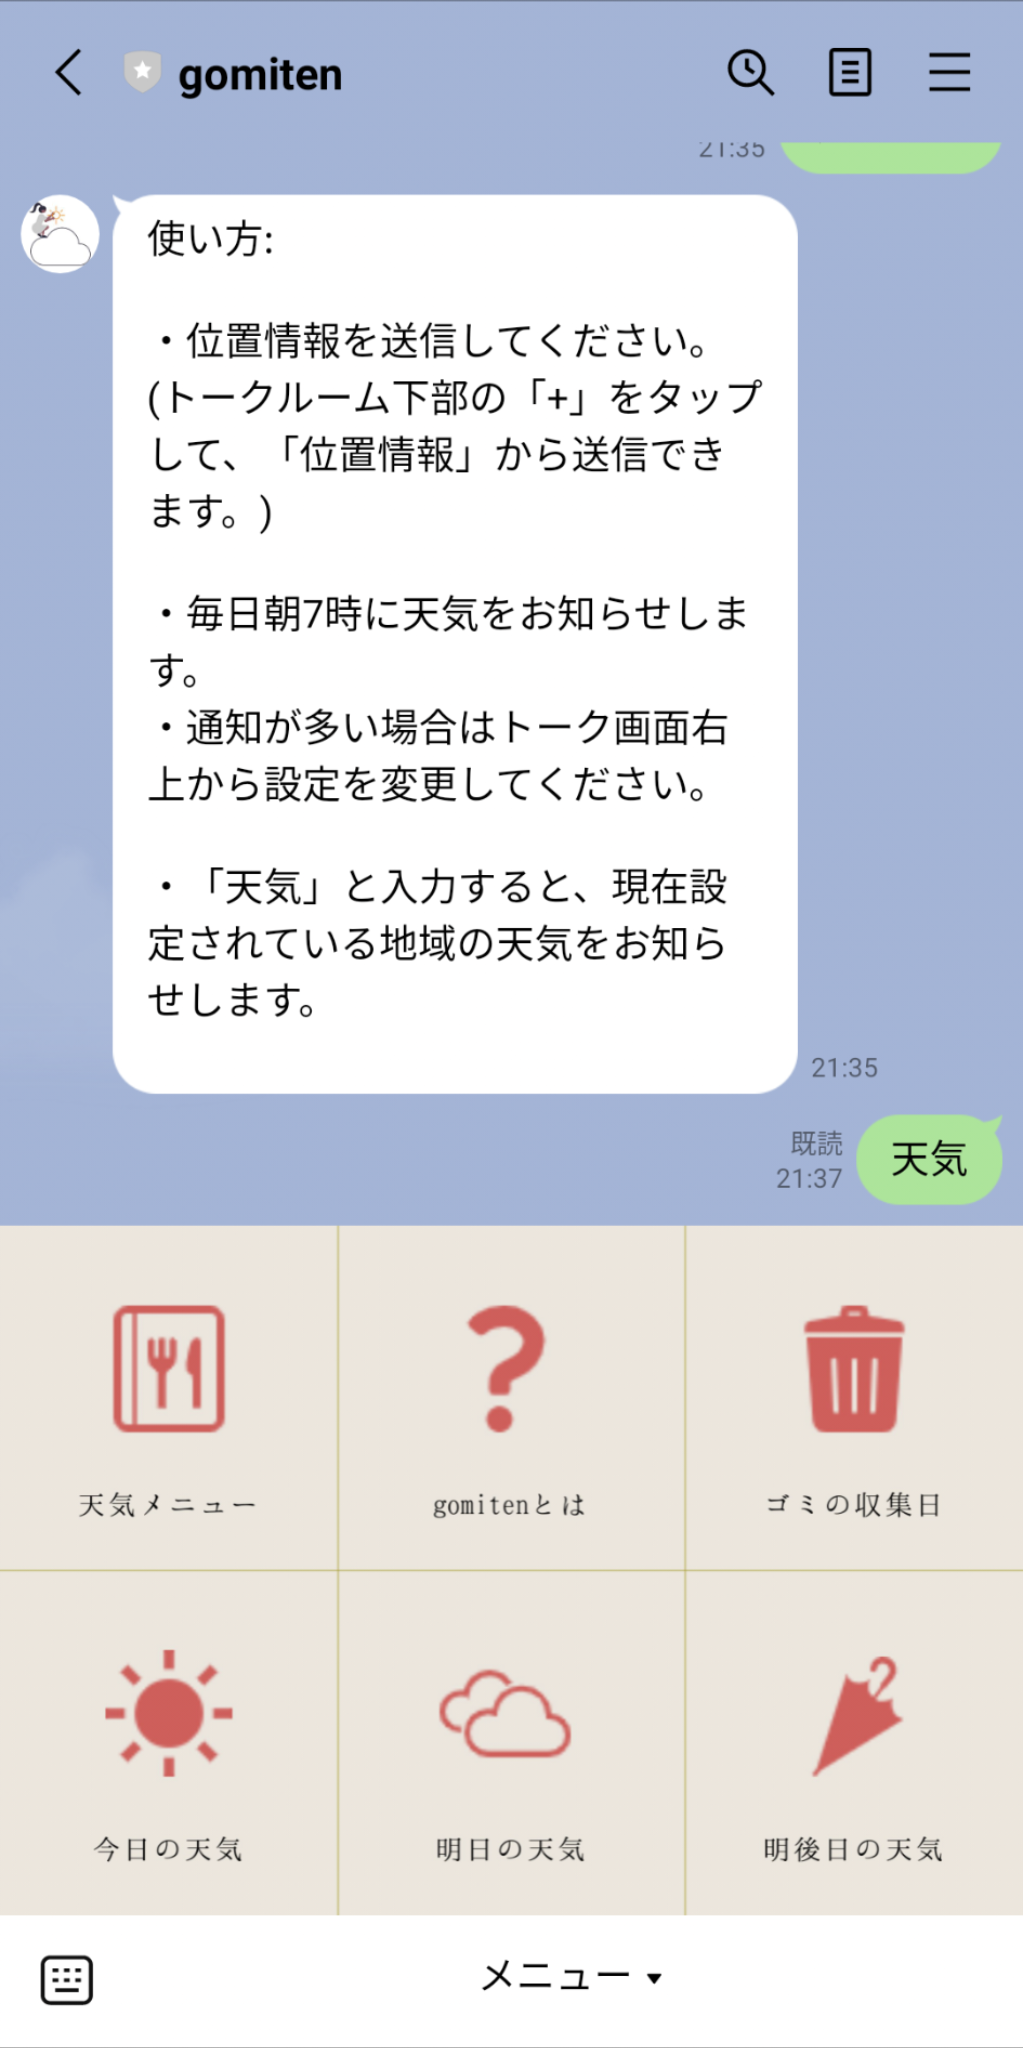 gomiten
21:35
使い方:
・位置情報を送信してください。
(トークルーム下部の「+」をタップ
して、「位置情報」から送信でき
ます。)
・毎日朝7時に天気をお知らせしま
す。
・通知が多い場合はトーク画面右
上から設定を変更してください。
・「天気」と入力すると、現在設
定されている地域の天気をお知ら
せします。
21:35
既読
21:37
天気
天気メニュー
gomitenとは
ゴミの収集日
今日の天気
明日の天気
明後日の天気
メニュー